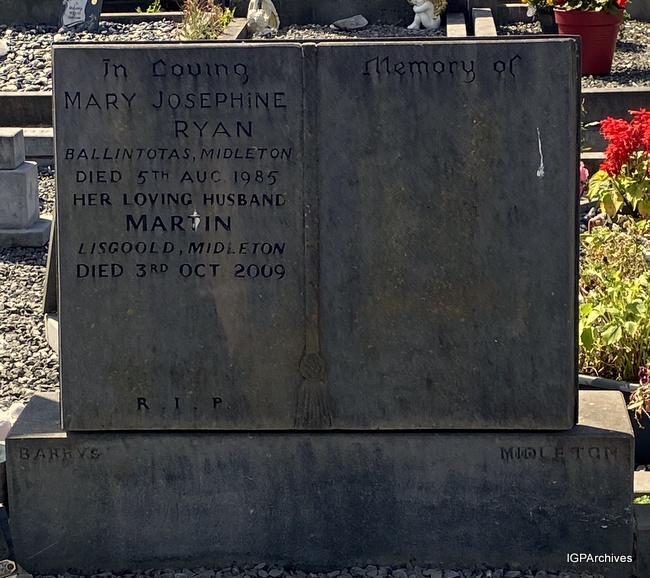 In Loving Memory of
MARY JOSEPHINE
RYAN
BALLINTOTAS, MIDLETON
DIED 5TH AUG 1985
HER LOVING HUSBAND
MARTIN
LISGOOLD, MIDLETON
DIED 3RD OCT 2009
R. I. P.
BARRYS MIDLETON
IGPArchives